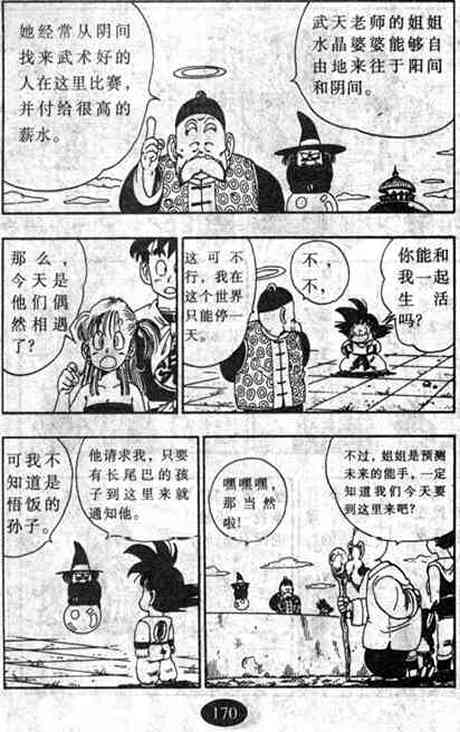 武天老师的姐姐
水晶婆婆能够自
由地来往于阳间
和阴间。
她经常从阴间
找来武术好的
人在这里比赛，
并付给很高的
薪水。
你能和
我一起
生活
吗？
不，
不，
这可不
行，我在
这个世界
只能停一
天。
那么，
今天是
他们偶
然相遇
了？
不过，姐姐是预测
未来的能手，一定
知道我们今天要
到这里来吧？
嘿嘿嘿，
那当然
啦！
他请求我，只要
有长尾巴的孩
子到这里来就
通知他。
可我不
知道是
悟饭的
孙子。
170